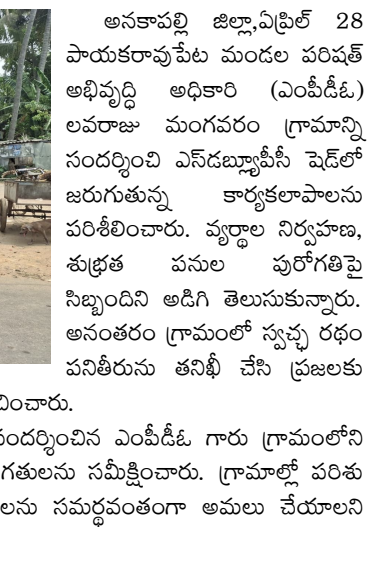 అనకాపల్లి జిల్లా,ఏప్రిల్ 28
పాయకరావుపేట మండల పరిషత్
అభివృద్ధి అధికారి (ఎంపీడీఓ)
లవరాజు మంగవరం గ్రామాన్ని
సందర్శించి ఎస్‌డబ్ల్యూపీసీ షెడ్‌లో
జరుగుతున్న కార్యకలాపాలను
పరిశీలించారు. వ్యర్థాల నిర్వహణ,
శుభ్రత పనుల పురోగతిపై
సిబ్బందిని అడిగి తెలుసుకున్నారు.
అనంతరం గ్రామంలో స్వచ్ఛ రథం
పనితీరును తనిఖీ చేసి ప్రజలకు
చించారు.
సందర్శించిన ఎంపీడీఓ గారు గ్రామంలోని
గతులను సమీక్షించారు. గ్రామాల్లో పరిశు
లను సమర్థవంతంగా అమలు చేయాలని